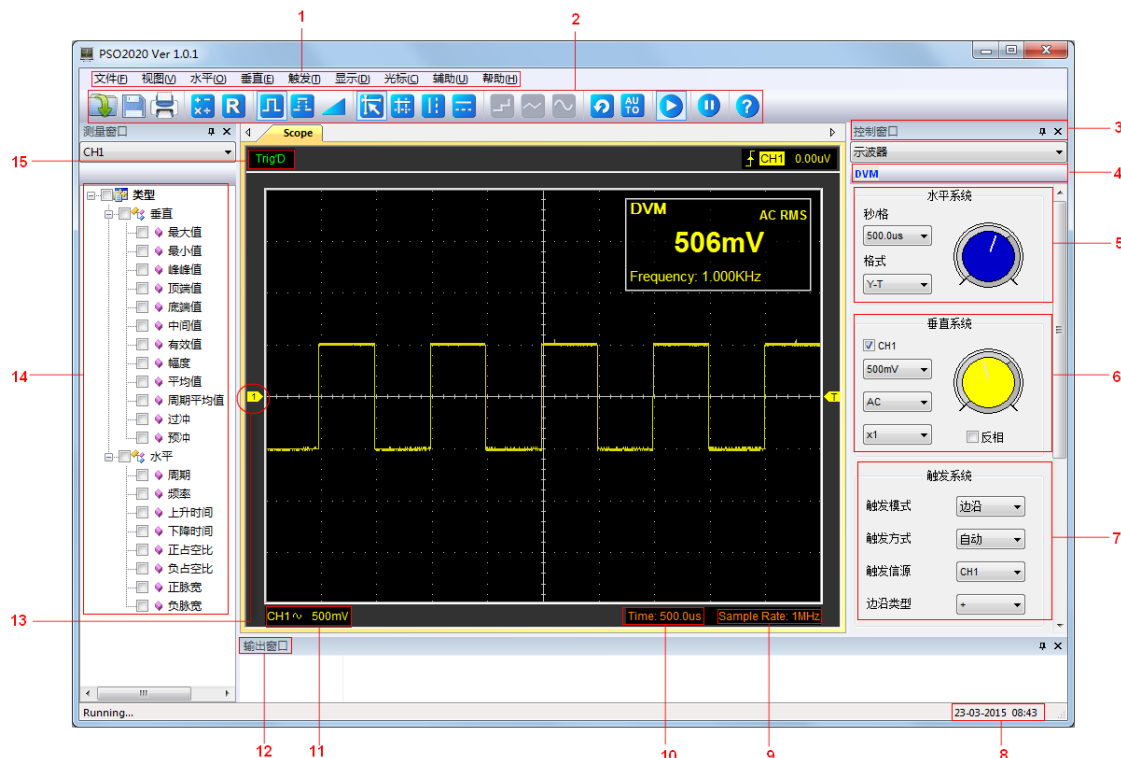 1
2
PSO2020 Ver 1.0.1
文件(F) 视图(V) 水平(O) 垂直(E) 触发(T) 显示(D) 光标(C) 辅助(U) 帮助(H)
R AU TO ?
测量窗口
Scope
控制窗口
3
CH1
15
Trig'D
CH1 0.00uV
示波器
DVM
4
类型
垂直
最大值
最小值
峰峰值
顶端值
底端值
中间值
有效值
幅度
平均值
周期平均值
过冲
预冲
水平
周期
频率
上升时间
下降时间
正占空比
负占空比
正脉宽
负脉宽
14
DVM
AC RMS
506mV
Frequency: 1.000KHz
1
T
水平系统
秒/格
500.0us
格式
Y-T
5
垂直系统
CH1
500mV
AC
x1
反相
6
触发系统
触发模式 边沿
触发方式 自动
触发信源 CH1
边沿类型 +
7
13
CH1 ∿ 500mV
Time: 500.0us
Sample Rate: 1MHz
输出窗口
Running...
23-03-2015 08:43
12
11
10
9
8